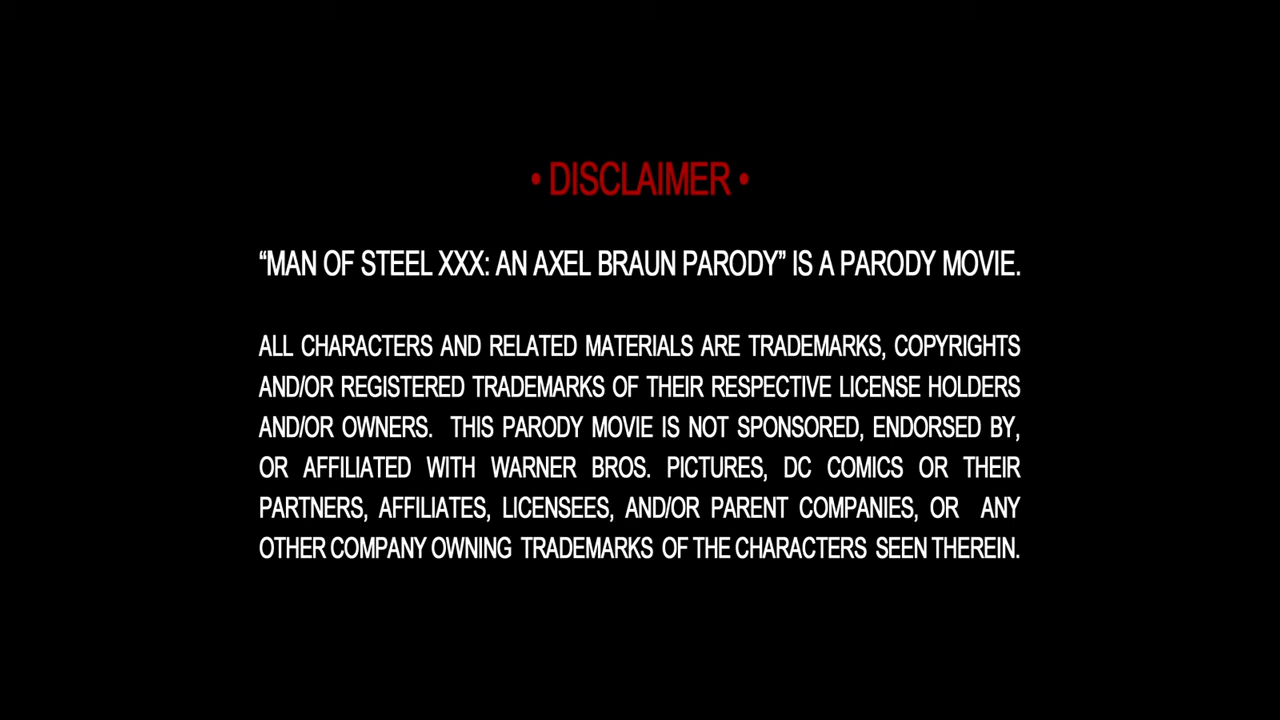 • DISCLAIMER •
“MAN OF STEEL XXX: AN AXEL BRAUN PARODY” IS A PARODY MOVIE.
ALL CHARACTERS AND RELATED MATERIALS ARE TRADEMARKS, COPYRIGHTS
AND/OR REGISTERED TRADEMARKS OF THEIR RESPECTIVE LICENSE HOLDERS
AND/OR OWNERS. THIS PARODY MOVIE IS NOT SPONSORED, ENDORSED BY,
OR AFFILIATED WITH WARNER BROS. PICTURES, DC COMICS OR THEIR
PARTNERS, AFFILIATES, LICENSEES, AND/OR PARENT COMPANIES, OR ANY
OTHER COMPANY OWNING TRADEMARKS OF THE CHARACTERS SEEN THEREIN.